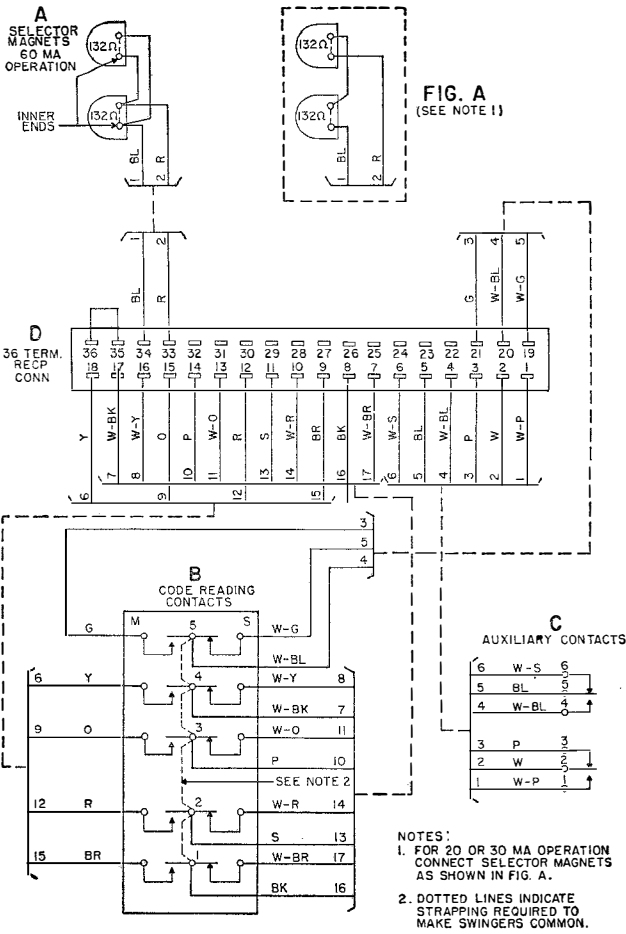 A
SELECTOR
MAGNETS
60 MA
OPERATION
132Ω
132Ω
INNER
ENDS
BL
R
1
2
132Ω
132Ω
BL
R
1
2
FIG. A
(SEE NOTE 1)
1
2
BL
R
3
4
5
G
W-BL
W-G
D
36 TERM.
RECP
CONN
36 35 34 33 32 31 30 29 28 27 26 25 24 23 22 21 20 19
18 17 16 15 14 13 12 11 10 9 8 7 6 5 4 3 2 1
Y W-BK W-Y O P W-O R S W-R BR BK W-BR W-S BL W-BL P W W-P
7 8 10 11 13 14 16 17 6 5 4 3 2 1
6 9 12 15
3
5
4
B
CODE READING
CONTACTS
M 5 S
G W-G
W-BL
6 Y 4 W-Y 8
W-BK 7
9 O 3 W-O 11
P 10
SEE NOTE 2
12 R 2 W-R 14
S 13
15 BR 1 W-BR 17
BK 16
C
AUXILIARY CONTACTS
6 W-S 6
5 BL 5
4 W-BL 4
3 P 3
2 W 2
1 W-P 1
NOTES:
1. FOR 20 OR 30 MA OPERATION
CONNECT SELECTOR MAGNETS
AS SHOWN IN FIG. A.
2. DOTTED LINES INDICATE
STRAPPING REQUIRED TO
MAKE SWINGERS COMMON.